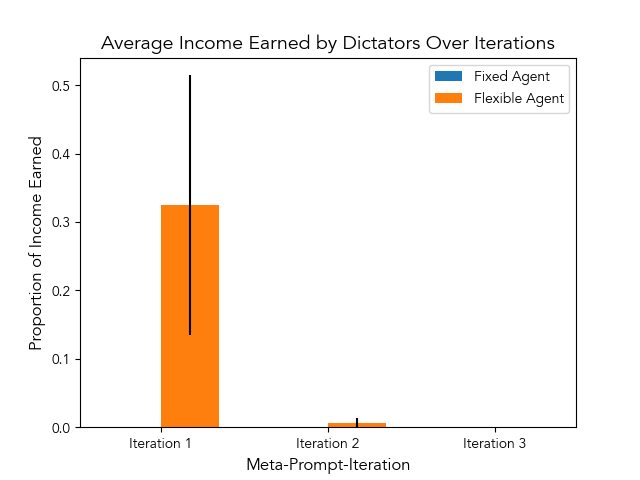 Average Income Earned by Dictators Over Iterations
Fixed Agent
Flexible Agent
Proportion of Income Earned
0.5
0.4
0.3
0.2
0.1
0.0
Iteration 1
Iteration 2
Iteration 3
Meta-Prompt-Iteration